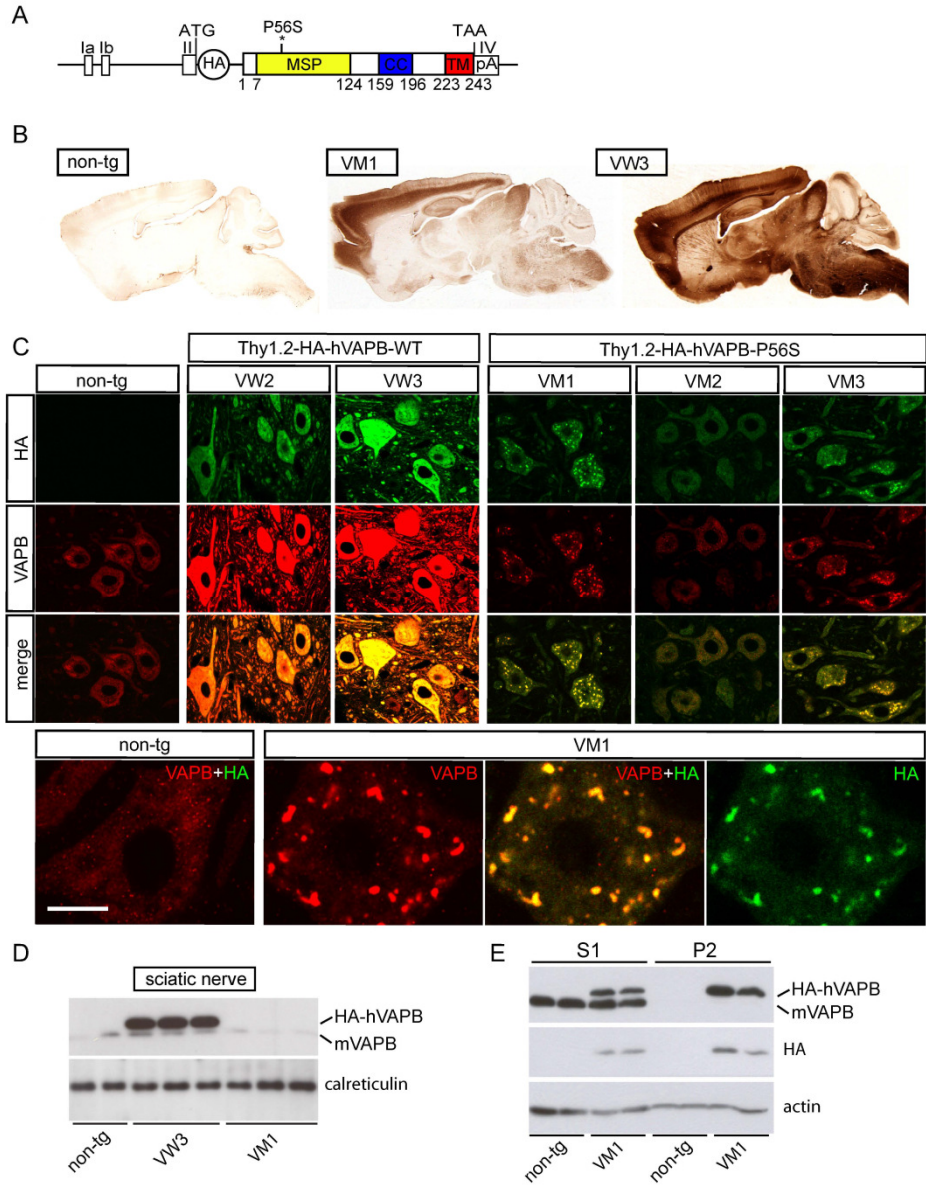 A
P56S
ATG
TAA
Ia Ib
II
IV
HA
MSP
CC
TM
pA
1 7
124 159 196 223 243
B
non-tg
VM1
VW3
C
Thy1.2-HA-hVAPB-WT
Thy1.2-HA-hVAPB-P56S
non-tg
VW2
VW3
VM1
VM2
VM3
HA
VAPB
merge
non-tg
VM1
VAPB+HA
VAPB
VAPB+HA
HA
D
sciatic nerve
HA-hVAPB
mVAPB
calreticulin
non-tg
VW3
VM1
E
S1
P2
HA-hVAPB
mVAPB
HA
actin
non-tg
VM1
non-tg
VM1